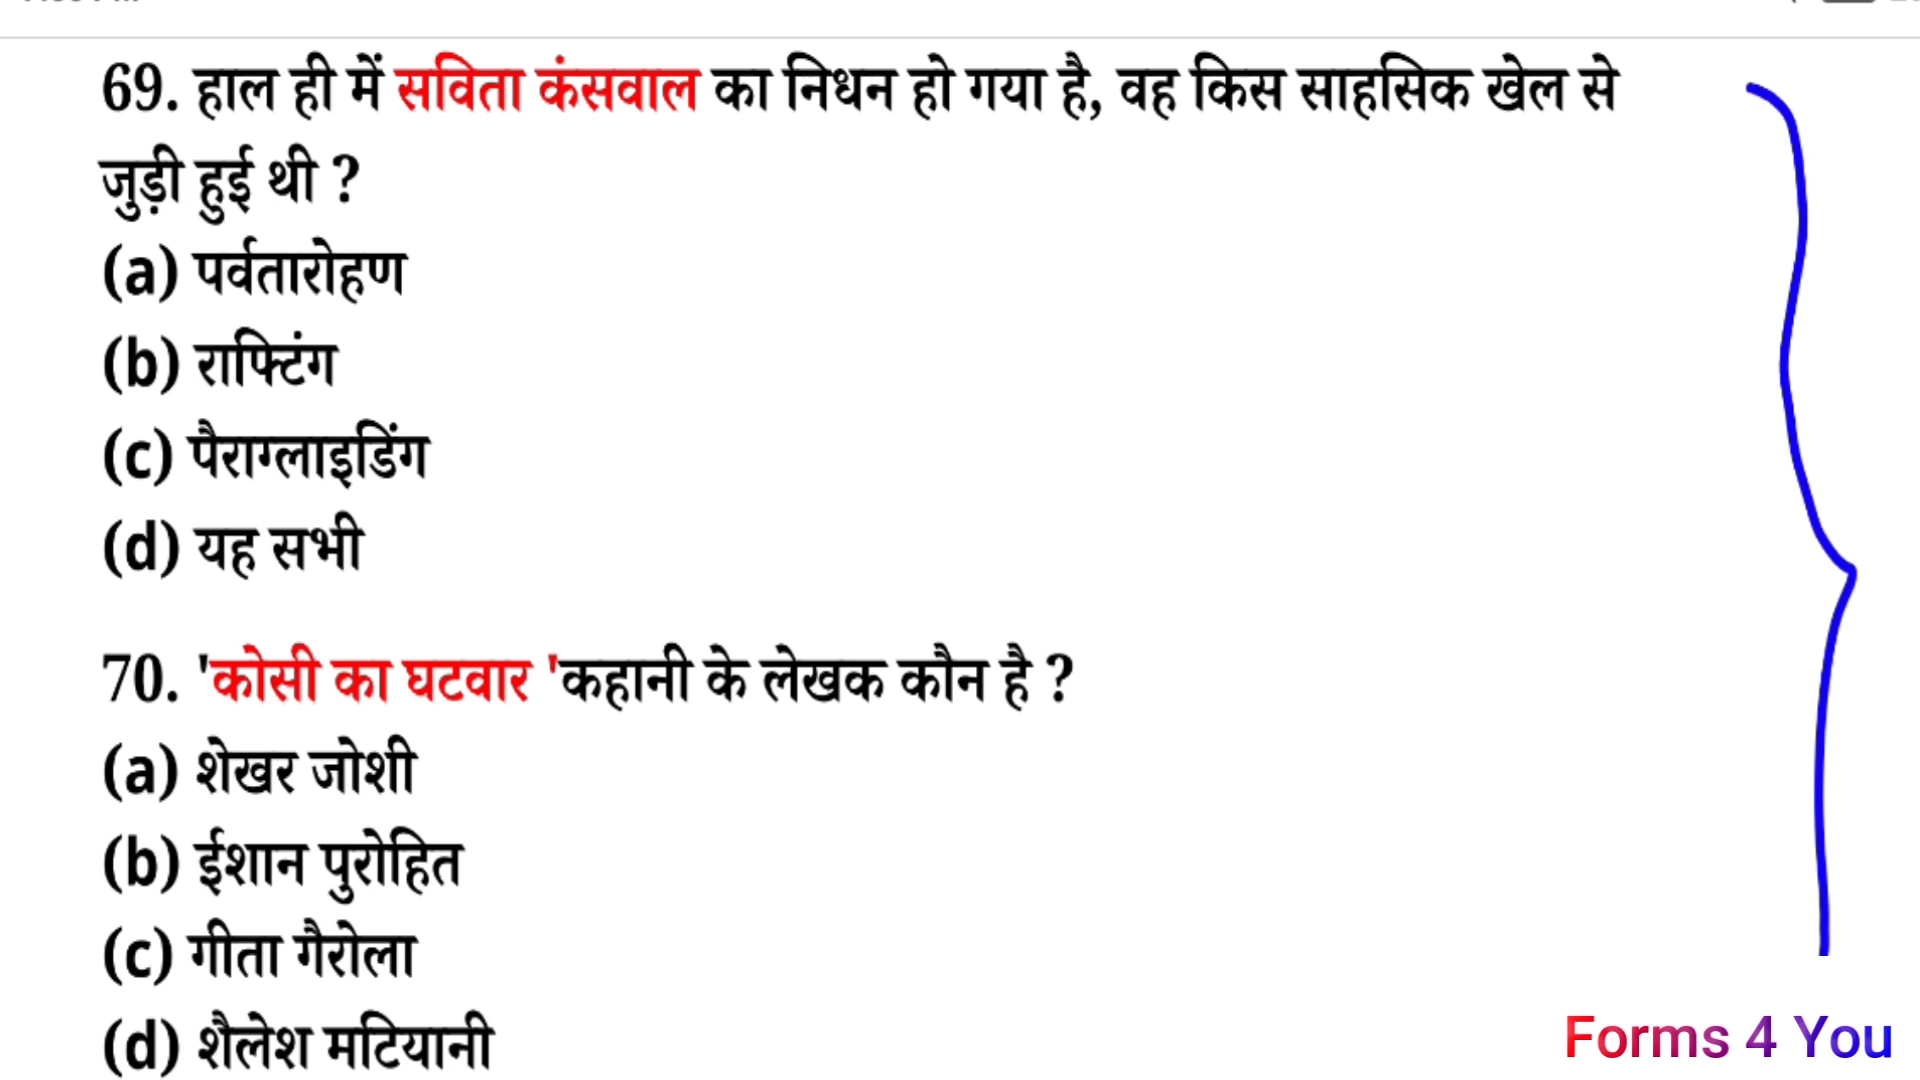 69. हाल ही में सविता कंसवाल का निधन हो गया है, वह किस साहसिक खेल से
जुड़ी हुई थी ?
(a) पर्वतारोहण
(b) राफ्टिंग
(c) पैराग्लाइडिंग
(d) यह सभी
70. 'कोसी का घटवार 'कहानी के लेखक कौन है ?
(a) शेखर जोशी
(b) ईशान पुरोहित
(c) गीता गैरोला
(d) शैलेश मटियानी
Forms 4 You